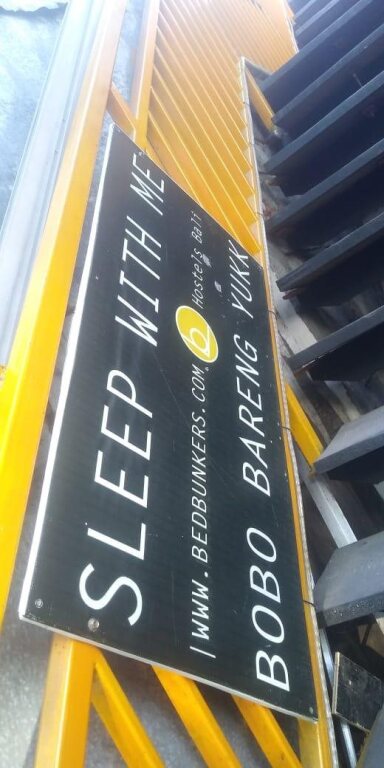 SLEEP WITH ME
WWW.BEDBUNKERS.COM b Hostels Bali
BOBO BARENG YUKK